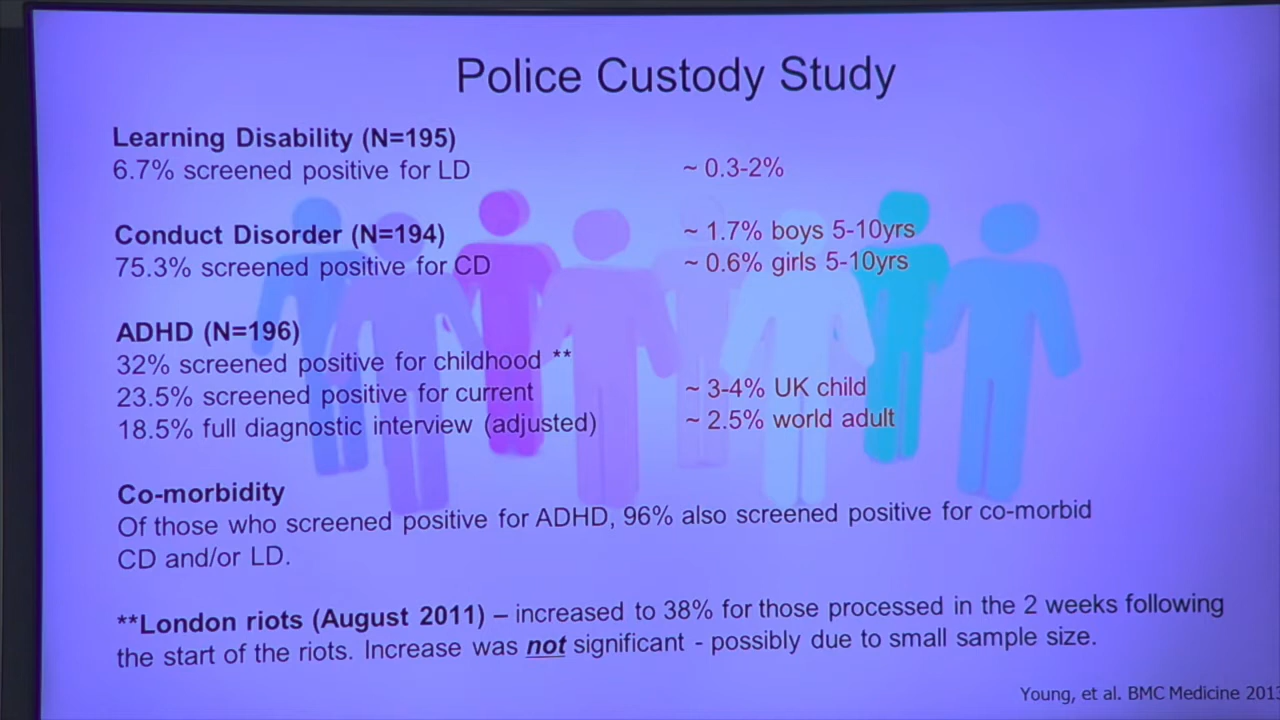 Police Custody Study
Learning Disability (N=195)
6.7% screened positive for LD
~ 0.3-2%
Conduct Disorder (N=194)
~ 1.7% boys 5-10yrs
75.3% screened positive for CD
~ 0.6% girls 5-10yrs
ADHD (N=196)
32% screened positive for childhood **
23.5% screened positive for current
~ 3-4% UK child
18.5% full diagnostic interview (adjusted)
~ 2.5% world adult
Co-morbidity
Of those who screened positive for ADHD, 96% also screened positive for co-morbid
CD and/or LD.
**London riots (August 2011) – increased to 38% for those processed in the 2 weeks following
the start of the riots. Increase was not significant - possibly due to small sample size.
Young, et al. BMC Medicine 2013